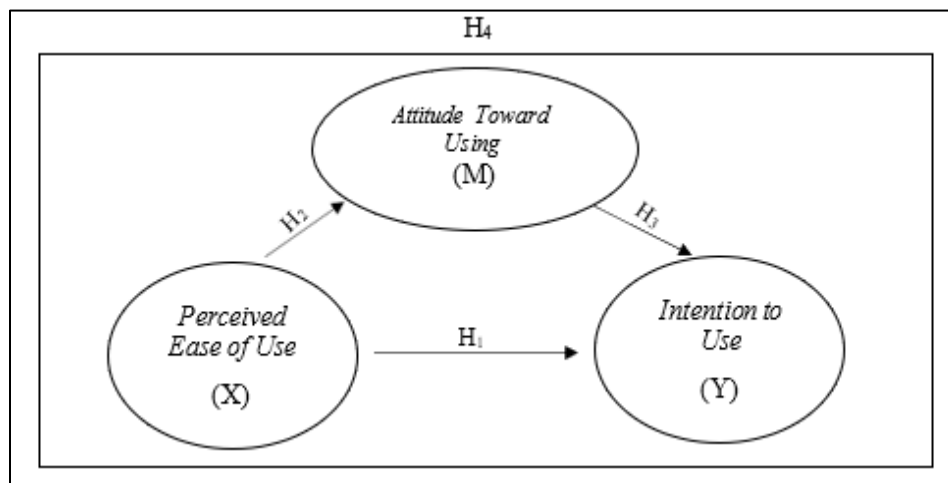 H₄
Attitude Toward
Using
(M)
H₂
H₃
Perceived
Ease of Use
(X)
H₁
Intention to
Use
(Y)